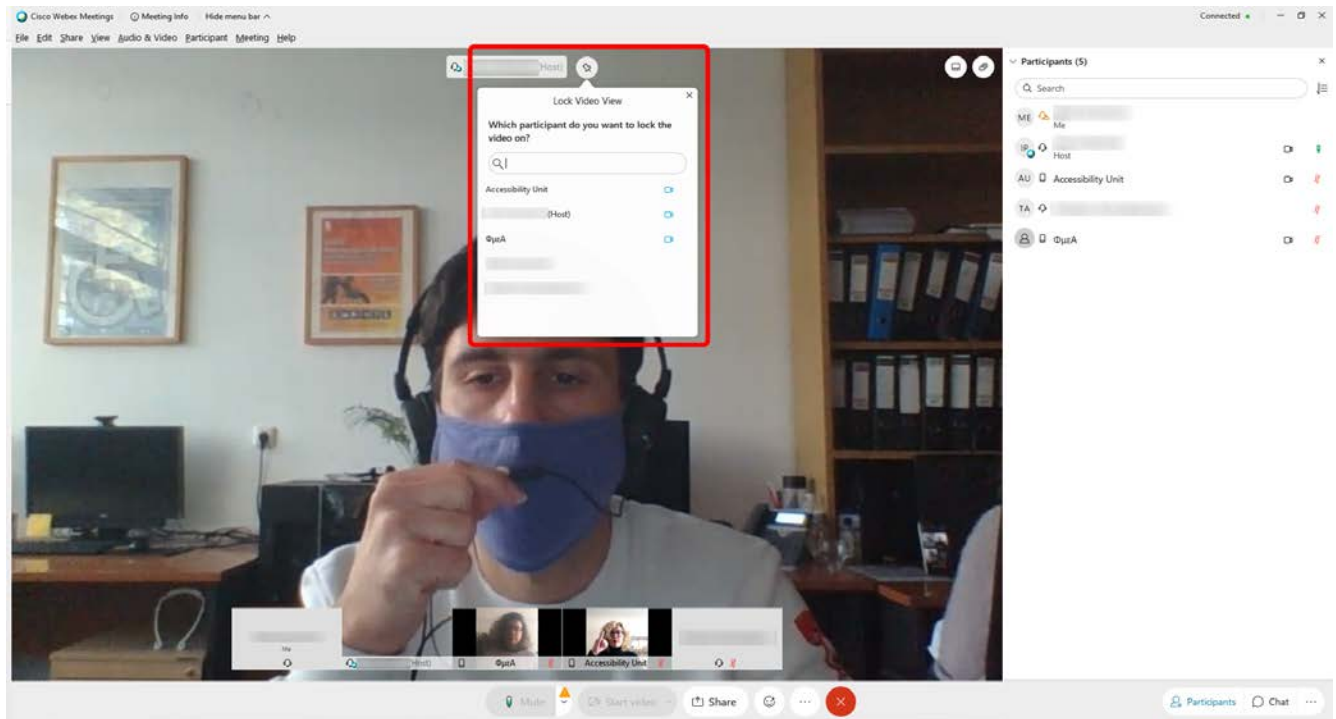 Cisco Webex Meetings Meeting Info Hide menu bar
Connected
File Edit Share View Audio & Video Participant Meeting Help
(Host)
Lock Video View
Which participant do you want to lock the
video on?
Accessibility Unit
(Host)
ΦμεΑ
Participants (5)
Search
ME
Me
IP
Host
AU Accessibility Unit
TA
ΦμεΑ
Me
(Host)
ΦμεΑ
Accessibility Unit
Mute
Start video
Share
Participants
Chat